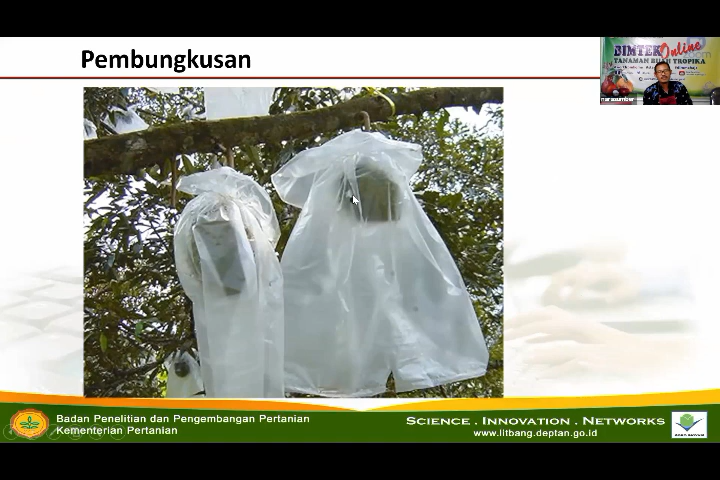 Pembungkusan
BIMTEK Online
TANAMAN BUAH TROPIKA
narasumber
Badan Penelitian dan Pengembangan Pertanian
Kementerian Pertanian
SCIENCE . INNOVATION . NETWORKS
www.litbang.deptan.go.id